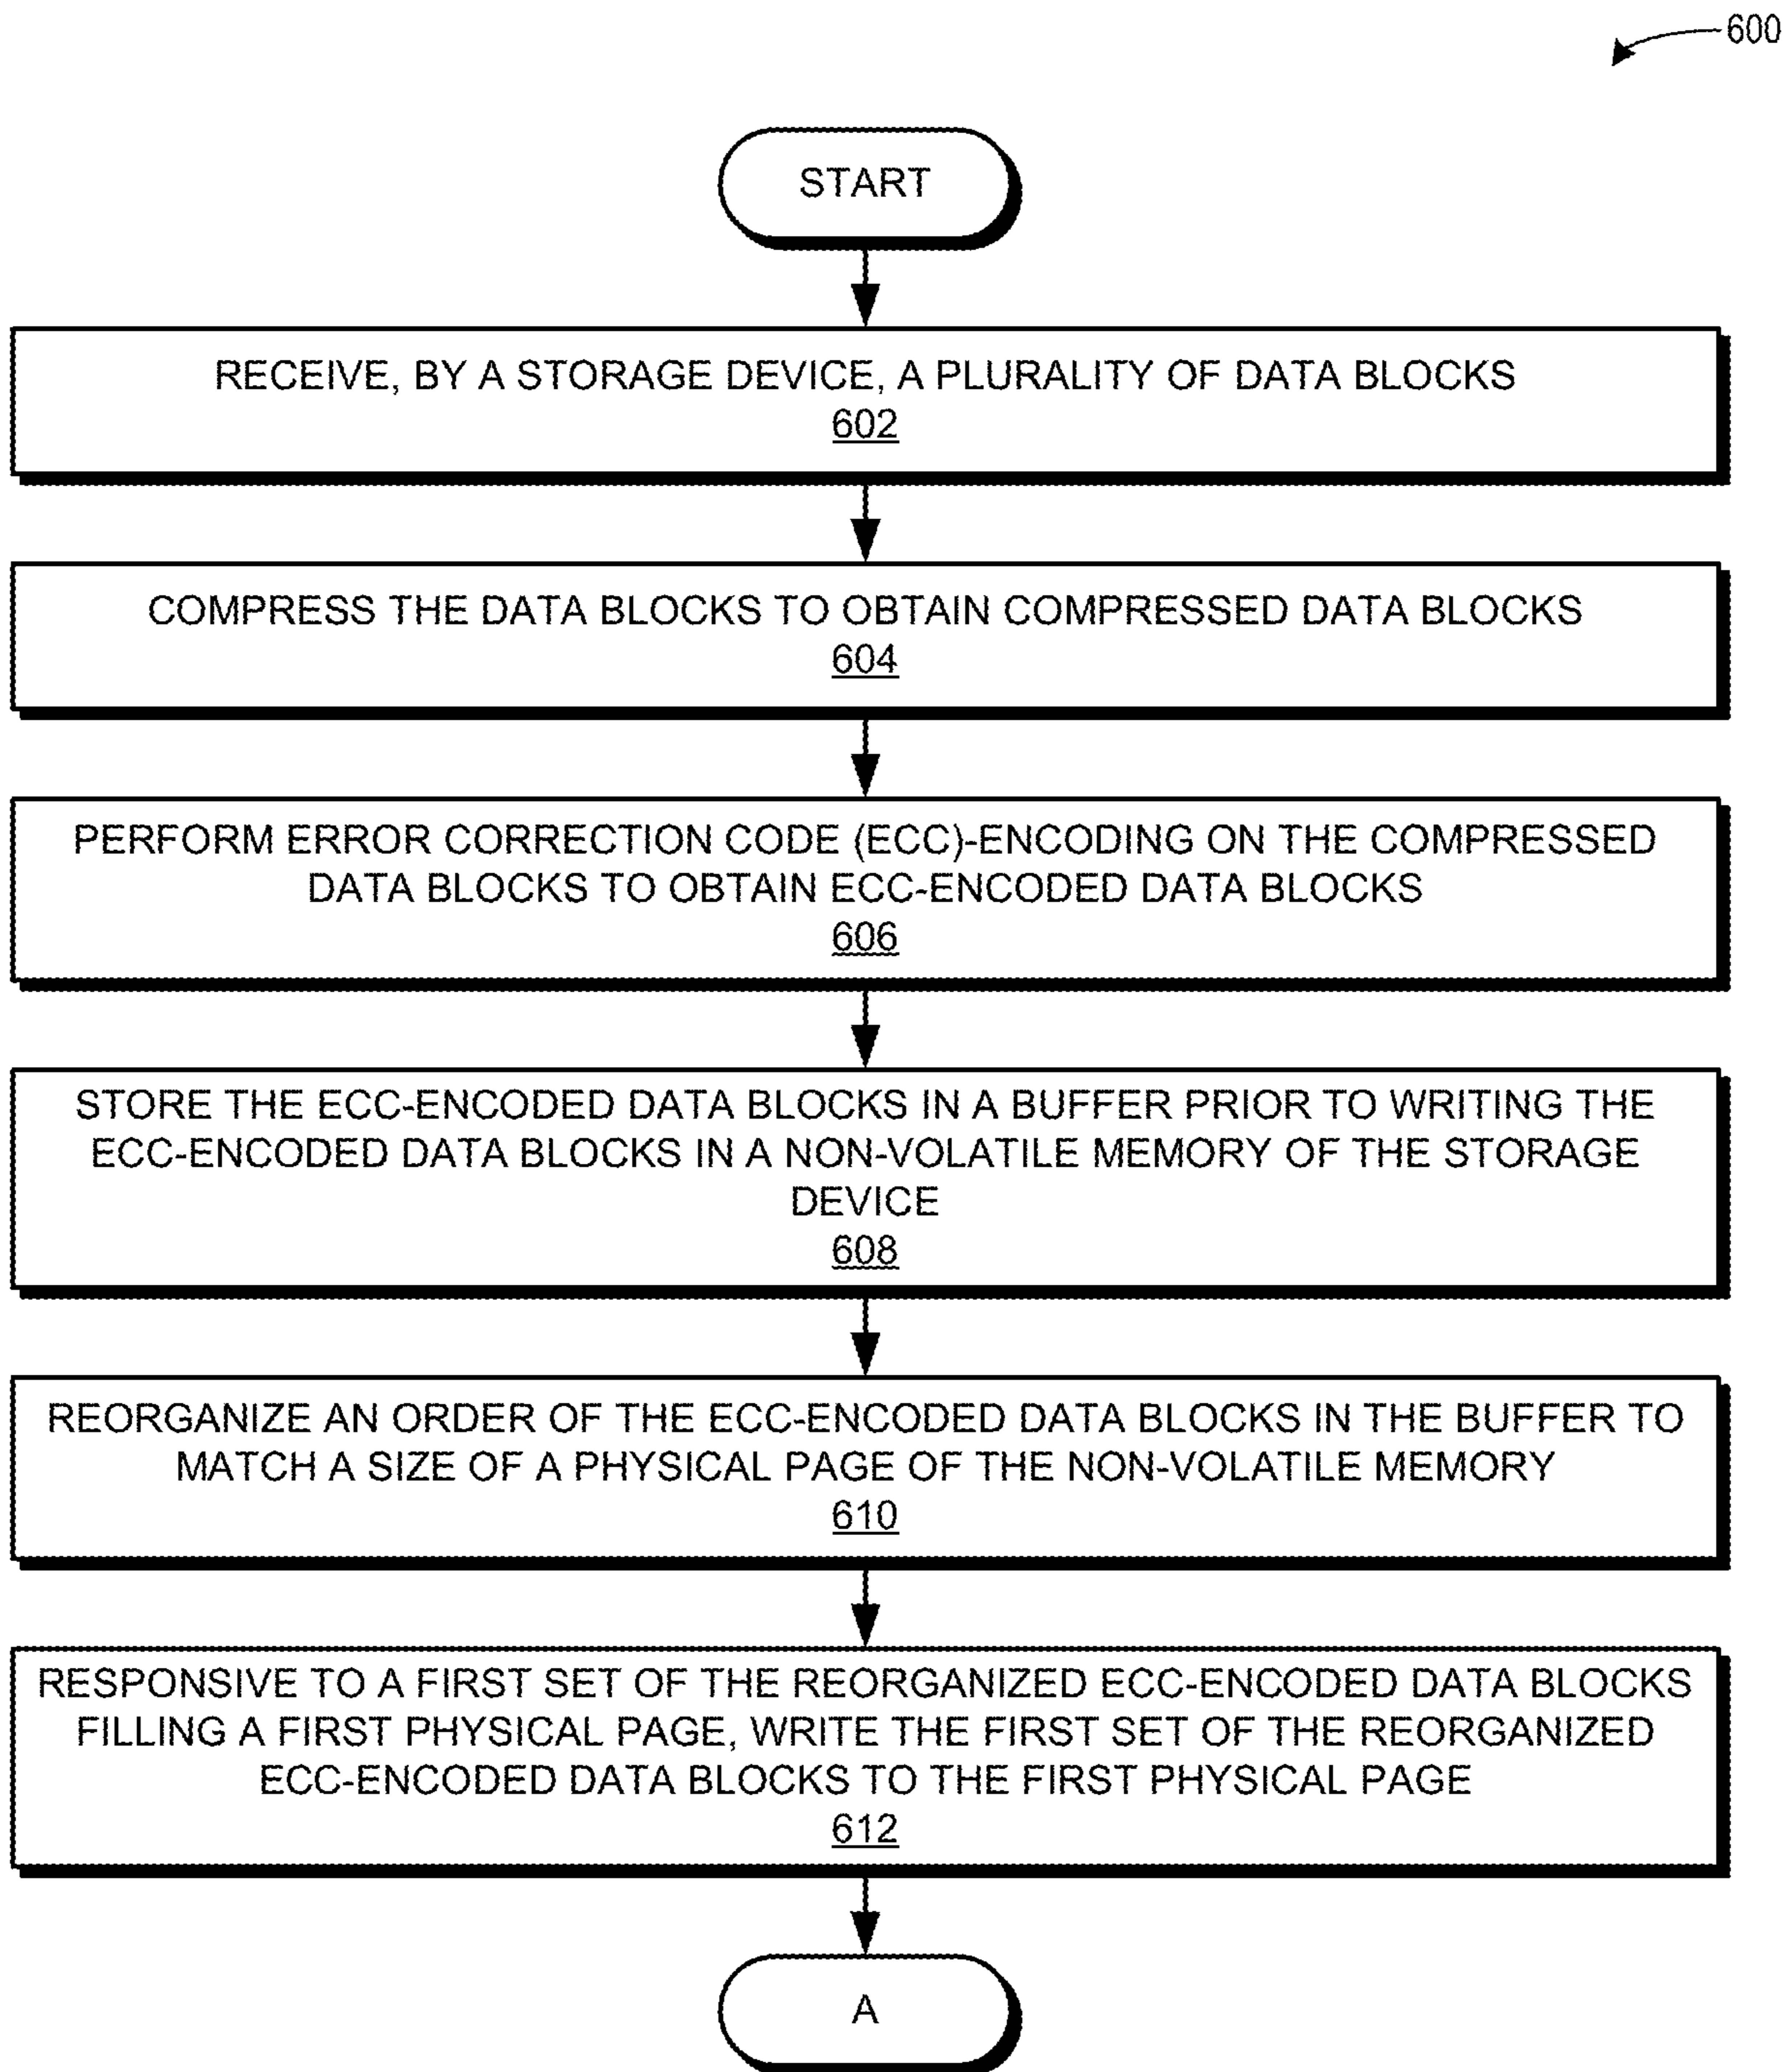 600
START
RECEIVE, BY A STORAGE DEVICE, A PLURALITY OF DATA BLOCKS
602
COMPRESS THE DATA BLOCKS TO OBTAIN COMPRESSED DATA BLOCKS
604
PERFORM ERROR CORRECTION CODE (ECC)-ENCODING ON THE COMPRESSED
DATA BLOCKS TO OBTAIN ECC-ENCODED DATA BLOCKS
606
STORE THE ECC-ENCODED DATA BLOCKS IN A BUFFER PRIOR TO WRITING THE
ECC-ENCODED DATA BLOCKS IN A NON-VOLATILE MEMORY OF THE STORAGE
DEVICE
608
REORGANIZE AN ORDER OF THE ECC-ENCODED DATA BLOCKS IN THE BUFFER TO
MATCH A SIZE OF A PHYSICAL PAGE OF THE NON-VOLATILE MEMORY
610
RESPONSIVE TO A FIRST SET OF THE REORGANIZED ECC-ENCODED DATA BLOCKS
FILLING A FIRST PHYSICAL PAGE, WRITE THE FIRST SET OF THE REORGANIZED
ECC-ENCODED DATA BLOCKS TO THE FIRST PHYSICAL PAGE
612
A